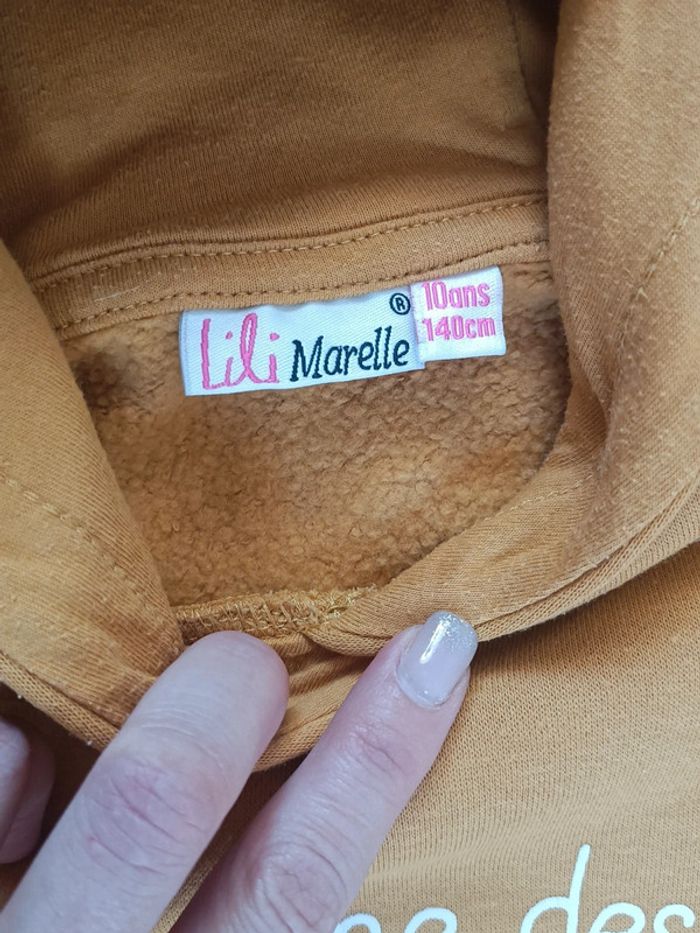 Lili Marelle ®
10ans
140cm
des